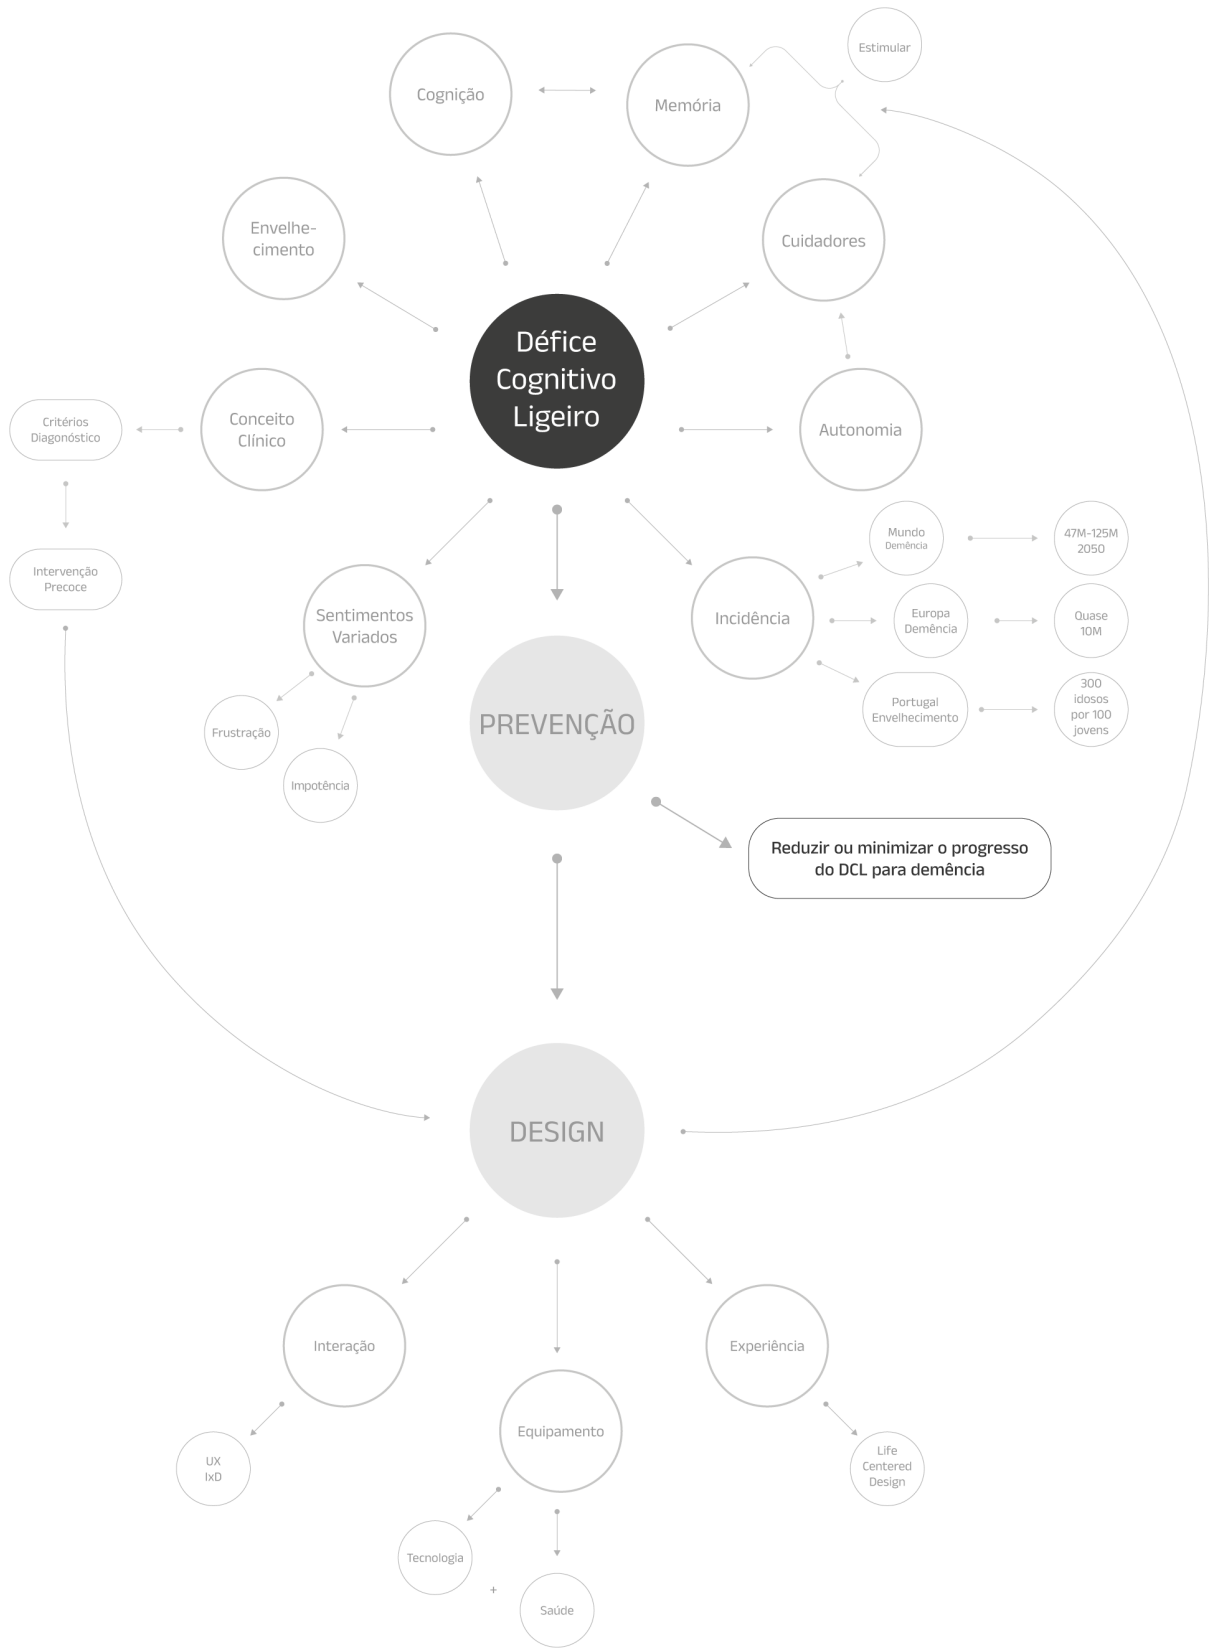 Estimular
Cognição
Memória
Envelhe-
cimento
Cuidadores
Défice
Cognitivo
Ligeiro
Critérios
Diagonóstico
Conceito
Clínico
Autonomia
Intervenção
Precoce
Sentimentos
Variados
Frustração
Impotência
PREVENÇÃO
Incidência
Mundo
Demência
47M-125M
2050
Europa
Demência
Quase
10M
Portugal
Envelhecimento
300
idosos
por 100
jovens
Reduzir ou minimizar o progresso
do DCL para demência
DESIGN
Interação
Equipamento
Experiência
UX
IxD
Life
Centered
Design
Tecnologia
+
Saúde